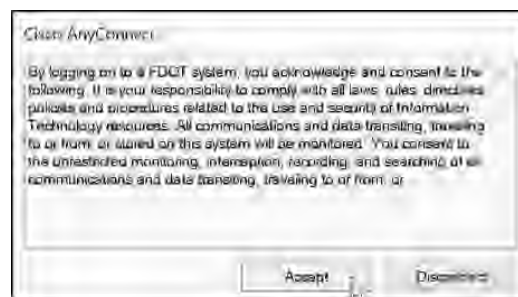 Cisco AnyConnect
By logging on to a FDOT system, you acknowledge and consent to the
following. It is your responsibility to comply with all laws, rules, directives
policies and procedures related to the use and security of Information
Technology resources. All communications and data transiting, traveling
to or from, or stored on this system will be monitored. You consent to
the unrestricted monitoring, interception, recording, and searching of all
communications and data transiting, traveling to or from, or
Accept
Disconnect